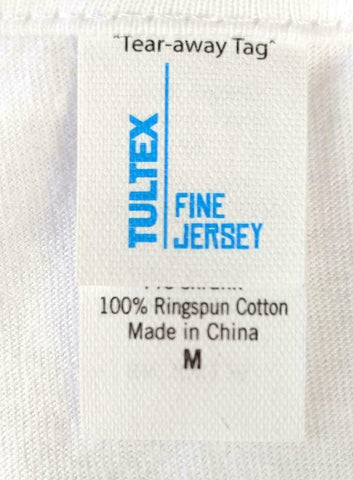 "Tear-away Tag"
TULTEX
FINE
JERSEY
100% Ringspun Cotton
Made in China
M